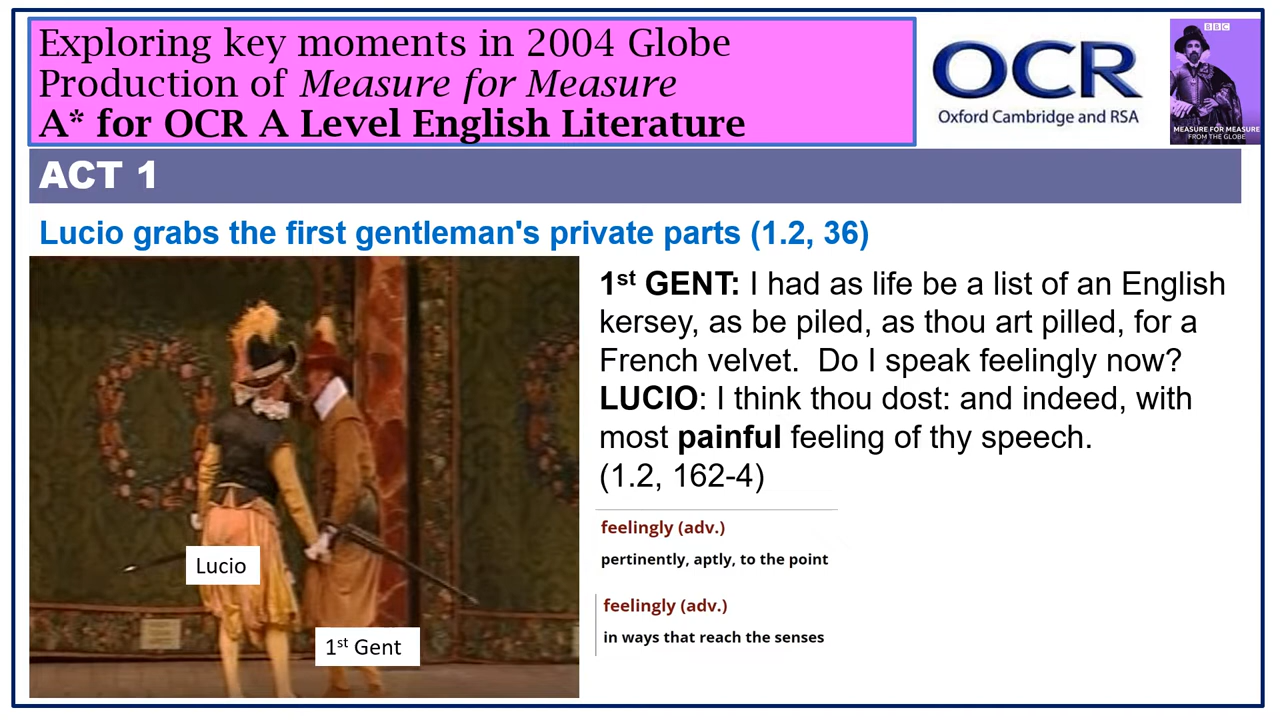 Exploring key moments in 2004 Globe
Production of Measure for Measure
A* for OCR A Level English Literature
OCR
Oxford Cambridge and RSA
BBC
MEASURE FOR MEASURE
FROM THE GLOBE
ACT 1
Lucio grabs the first gentleman's private parts (1.2, 36)
1st GENT: I had as life be a list of an English
kersey, as be piled, as thou art pilled, for a
French velvet.  Do I speak feelingly now?
LUCIO: I think thou dost: and indeed, with
most painful feeling of thy speech.
(1.2, 162-4)
feelingly (adv.)
pertinently, aptly, to the point
feelingly (adv.)
in ways that reach the senses
Lucio
1st Gent